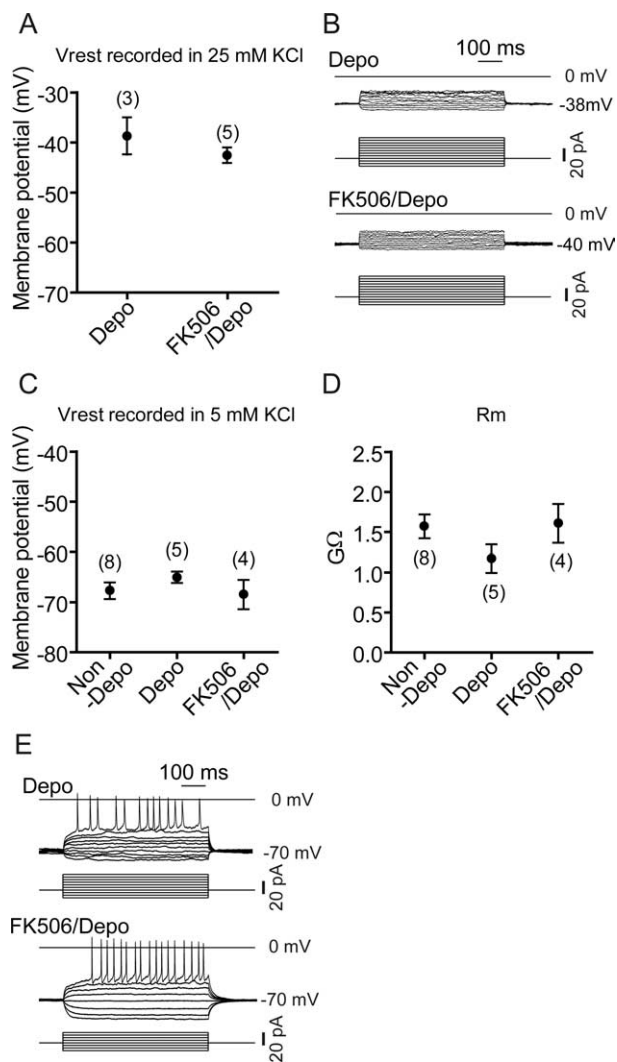 A
Vrest recorded in 25 mM KCl
Membrane potential (mV)
-30
-40
-50
-60
-70
(3)
(5)
Depo
FK506
/Depo
B
100 ms
Depo
0 mV
-38mV
20 pA
FK506/Depo
0 mV
-40 mV
20 pA
C
Vrest recorded in 5 mM KCl
Membrane potential (mV)
-40
-50
-60
-70
-80
(8)
(5)
(4)
Non
-Depo
Depo
FK506
/Depo
D
Rm
GΩ
2.5
2.0
1.5
1.0
0.5
0.0
(8)
(5)
(4)
Non
-Depo
Depo
FK506
/Depo
E
100 ms
Depo
0 mV
-70 mV
20 pA
FK506/Depo
0 mV
-70 mV
20 pA